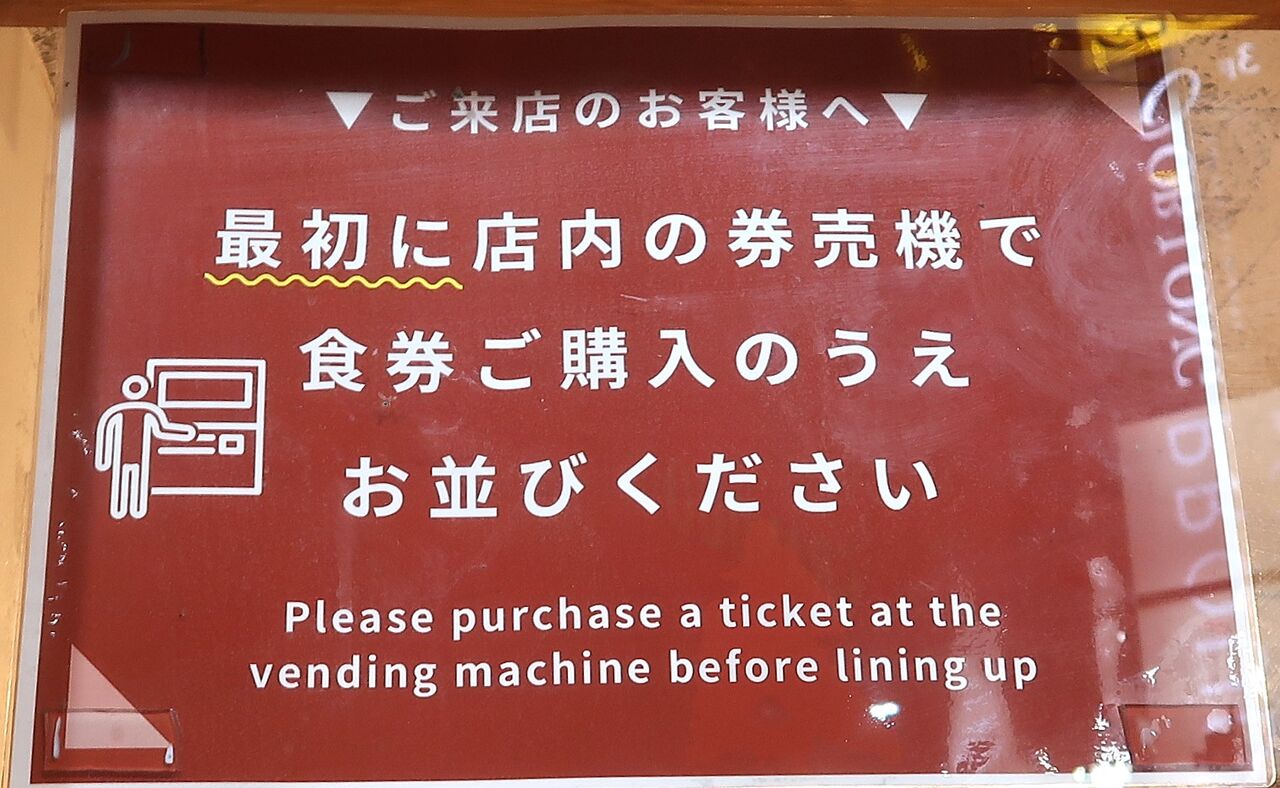 ▼ご来店のお客様へ▼
最初に店内の券売機で
食券ご購入のうえ
お並びください
Please purchase a ticket at the
vending machine before lining up